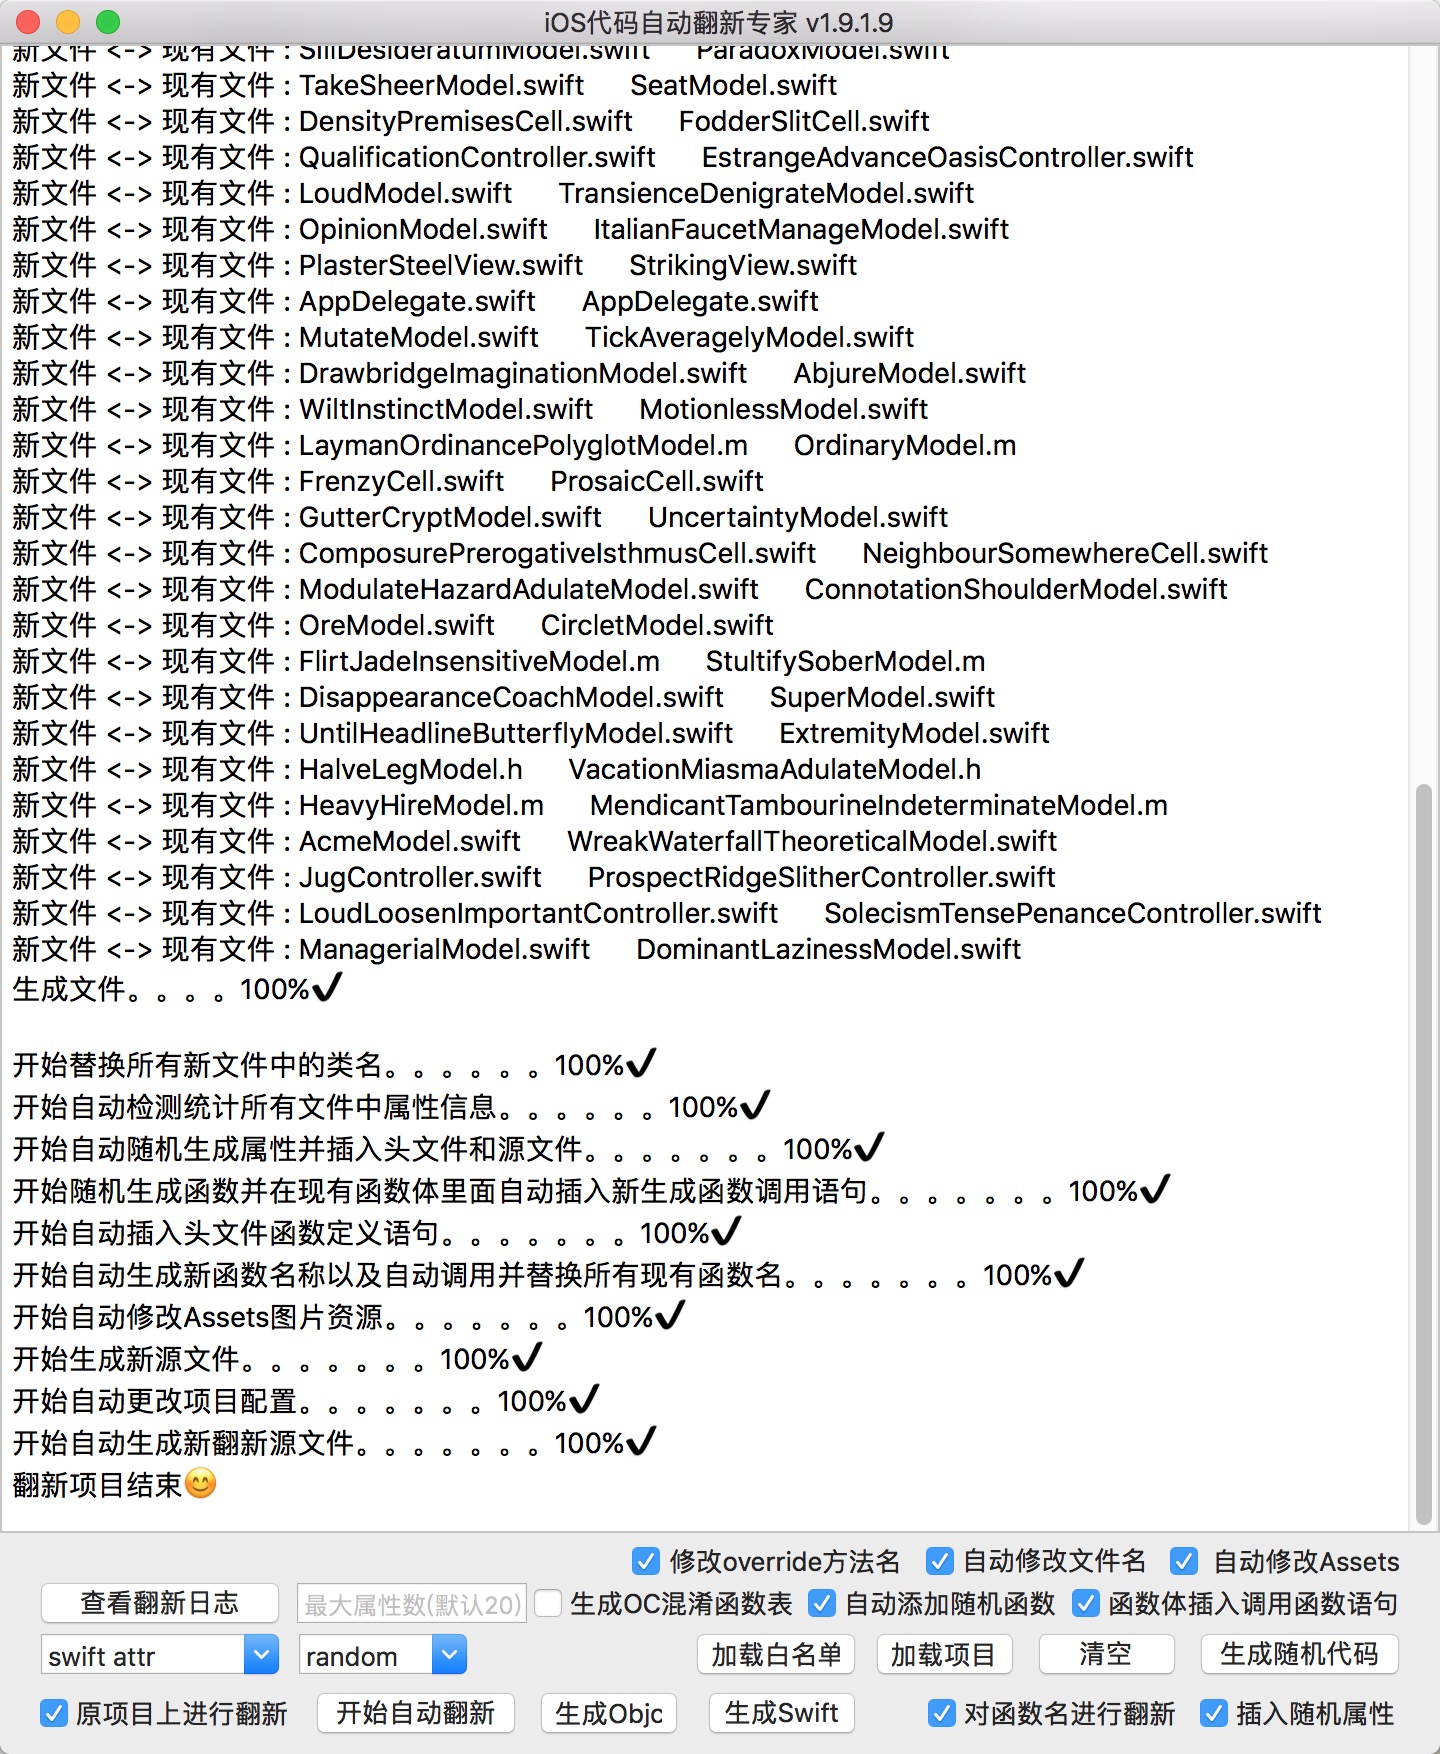 iOS代码自动翻新专家 v1.9.1.9
新文件 <-> 现有文件 : SillDesideratumModel.swift ParadoxModel.swift
新文件 <-> 现有文件 : TakeSheerModel.swift SeatModel.swift
新文件 <-> 现有文件 : DensityPremisesCell.swift FodderSlitCell.swift
新文件 <-> 现有文件 : QualificationController.swift EstrangeAdvanceOasisController.swift
新文件 <-> 现有文件 : LoudModel.swift TransienceDenigrateModel.swift
新文件 <-> 现有文件 : OpinionModel.swift ItalianFaucetManageModel.swift
新文件 <-> 现有文件 : PlasterSteelView.swift StrikingView.swift
新文件 <-> 现有文件 : AppDelegate.swift AppDelegate.swift
新文件 <-> 现有文件 : MutateModel.swift TickAveragelyModel.swift
新文件 <-> 现有文件 : DrawbridgeImaginationModel.swift AbjureModel.swift
新文件 <-> 现有文件 : WiltInstinctModel.swift MotionlessModel.swift
新文件 <-> 现有文件 : LaymanOrdinancePolyglotModel.m OrdinaryModel.m
新文件 <-> 现有文件 : FrenzyCell.swift ProsaicCell.swift
新文件 <-> 现有文件 : GutterCryptModel.swift UncertaintyModel.swift
新文件 <-> 现有文件 : ComposurePrerogativeIsthmusCell.swift NeighbourSomewhereCell.swift
新文件 <-> 现有文件 : ModulateHazardAdulateModel.swift ConnotationShoulderModel.swift
新文件 <-> 现有文件 : OreModel.swift CircletModel.swift
新文件 <-> 现有文件 : FlirtJadeInsensitiveModel.m StultifySoberModel.m
新文件 <-> 现有文件 : DisappearanceCoachModel.swift SuperModel.swift
新文件 <-> 现有文件 : UntilHeadlineButterflyModel.swift ExtremityModel.swift
新文件 <-> 现有文件 : HalveLegModel.h VacationMiasmaAdulateModel.h
新文件 <-> 现有文件 : HeavyHireModel.m MendicantTambourineIndeterminateModel.m
新文件 <-> 现有文件 : AcmeModel.swift WreakWaterfallTheoreticalModel.swift
新文件 <-> 现有文件 : JugController.swift ProspectRidgeSlitherController.swift
新文件 <-> 现有文件 : LoudLoosenImportantController.swift SolecismTensePenanceController.swift
新文件 <-> 现有文件 : ManagerialModel.swift DominantLazinessModel.swift
生成文件。。。。100%✔
开始替换所有新文件中的类名。。。。。。100%✔
开始自动检测统计所有文件中属性信息。。。。。。100%✔
开始自动随机生成属性并插入头文件和源文件。。。。。。。100%✔
开始随机生成函数并在现有函数体里面自动插入新生成函数调用语句。。。。。。。100%✔
开始自动插入头文件函数定义语句。。。。。。。100%✔
开始自动生成新函数名称以及自动调用并替换所有现有函数名。。。。。。。100%✔
开始自动修改Assets图片资源。。。。。。。100%✔
开始生成新源文件。。。。。。。100%✔
开始自动更改项目配置。。。。。。。100%✔
开始自动生成新翻新源文件。。。。。。。100%✔
翻新项目结束😊
修改override方法名 自动修改文件名 自动修改Assets
查看翻新日志 最大属性数(默认20) 生成OC混淆函数表 自动添加随机函数 函数体插入调用函数语句
swift attr random 加载白名单 加载项目 清空 生成随机代码
原项目上进行翻新 开始自动翻新 生成Objc 生成Swift 对函数名进行翻新 插入随机属性